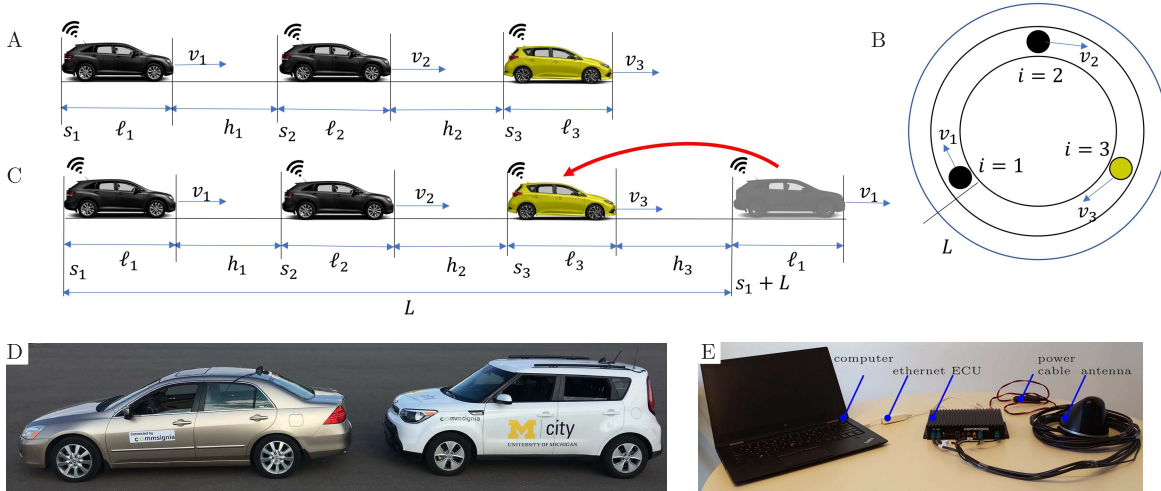 A
v₁
v₂
v₃
s₁ ℓ₁ h₁ s₂ ℓ₂ h₂ s₃ ℓ₃
B
v₂
i = 2
v₁
i = 1
i = 3
v₃
L
C
v₁
v₂
v₃
v₁
s₁ ℓ₁ h₁ s₂ ℓ₂ h₂ s₃ ℓ₃ h₃ ℓ₁
s₁ + L
L
D
commsignia
commsignia
M city
UNIVERSITY OF MICHIGAN
E
computer
ethernet ECU
power
cable antenna
commsignia